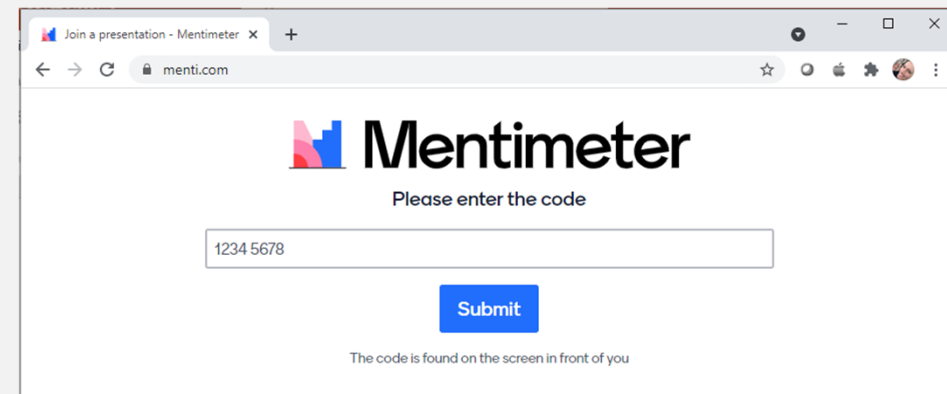 Join a presentation - Mentimeter
menti.com
Mentimeter
Please enter the code
1234 5678
Submit
The code is found on the screen in front of you